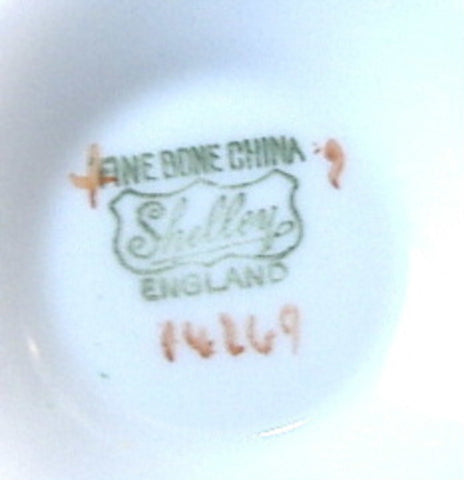 FINE BONE CHINA
Shelley
ENGLAND
14269